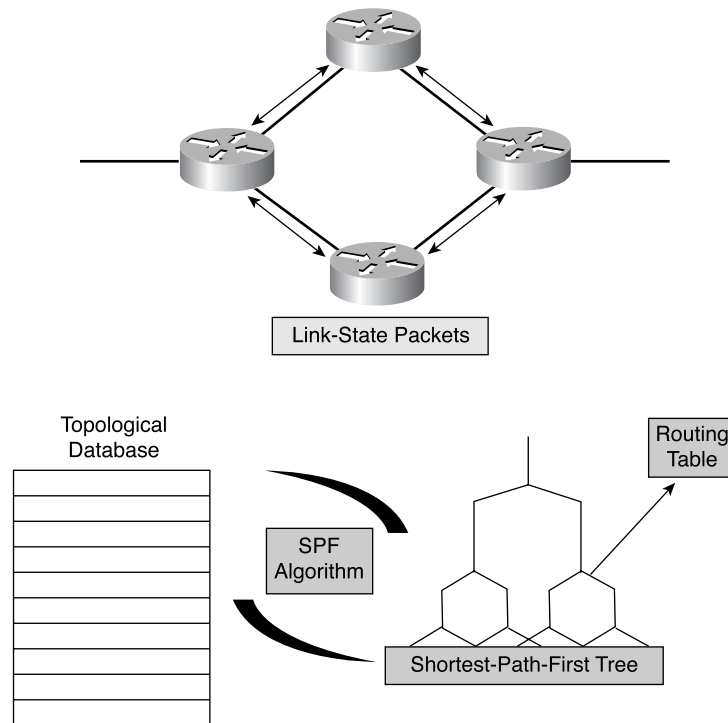 Link-State Packets
Topological
Database
SPF
Algorithm
Routing
Table
Shortest-Path-First Tree